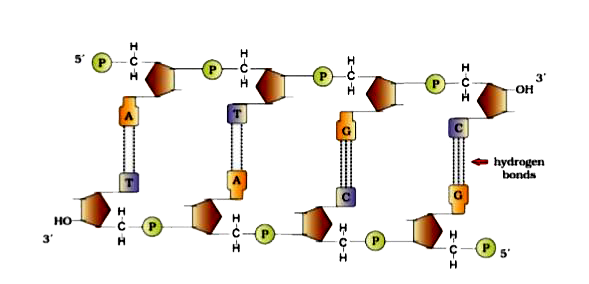 5′ P H C H P H C H P H C H P H C H OH 3′
A T G C
hydrogen
bonds
T A C G
HO H C H P H C H P H C H P H C H P 5′
3′